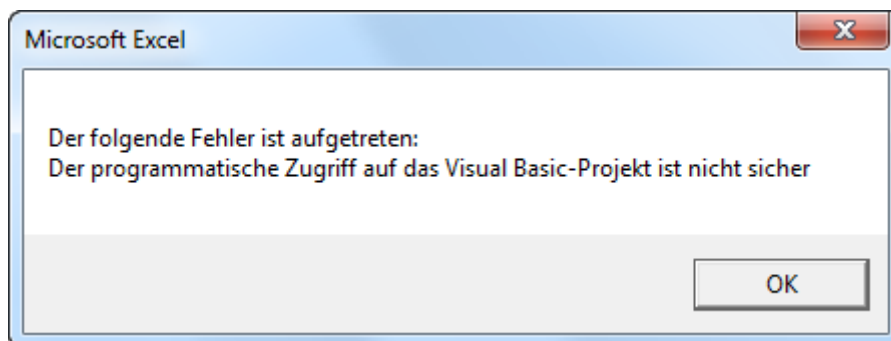 Microsoft Excel
Der folgende Fehler ist aufgetreten:
Der programmatische Zugriff auf das Visual Basic-Projekt ist nicht sicher
OK